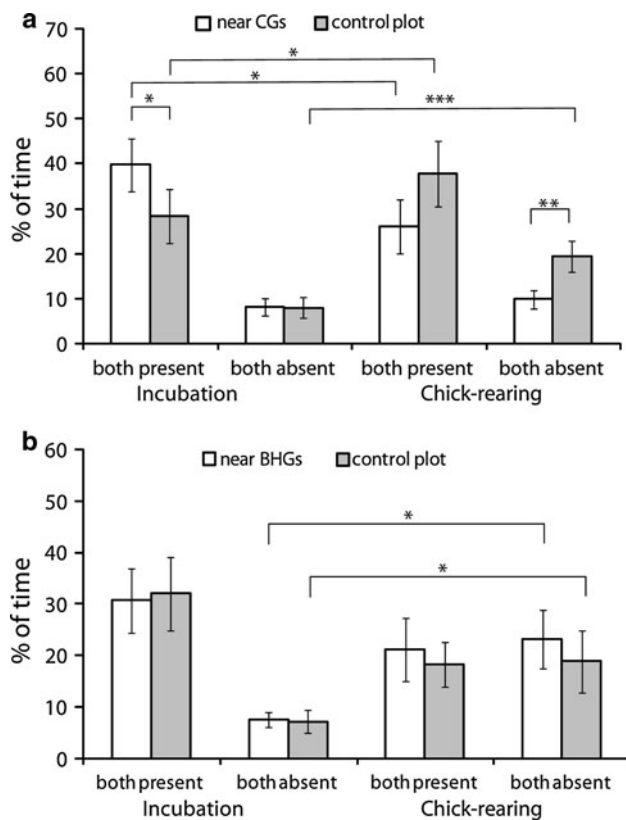 a
near CGs control plot
70
60
50
40
30
20
10
0
% of time
*
*
*
***
**
both present both absent both present both absent
Incubation Chick-rearing
b
near BHGs control plot
60
50
40
30
20
10
0
% of time
*
*
both present both absent both present both absent
Incubation Chick-rearing